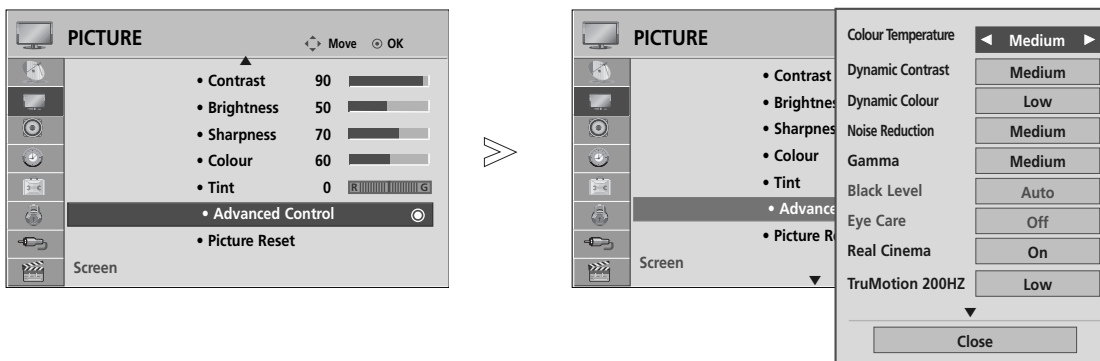 PICTURE
Move OK
• Contrast 90
• Brightness 50
• Sharpness 70
• Colour 60
• Tint 0 R G
• Advanced Control
• Picture Reset
Screen
PICTURE
• Contrast
• Brightnes
• Sharpnes
• Colour
• Tint
• Advance
• Picture R
Screen
Colour Temperature Medium
Dynamic Contrast Medium
Dynamic Colour Low
Noise Reduction Medium
Gamma Medium
Black Level Auto
Eye Care Off
Real Cinema On
TruMotion 200HZ Low
Close